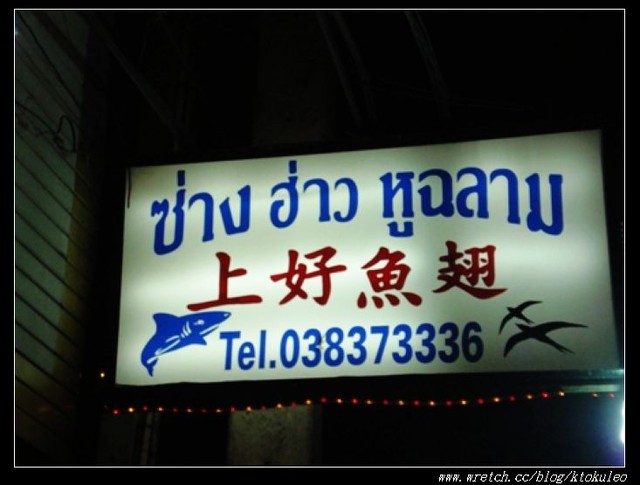 ซ่าง ฮ่าว หูฉลาม
上好魚翅
Tel.038373336
www.wretch.cc/blog/ktokuleo